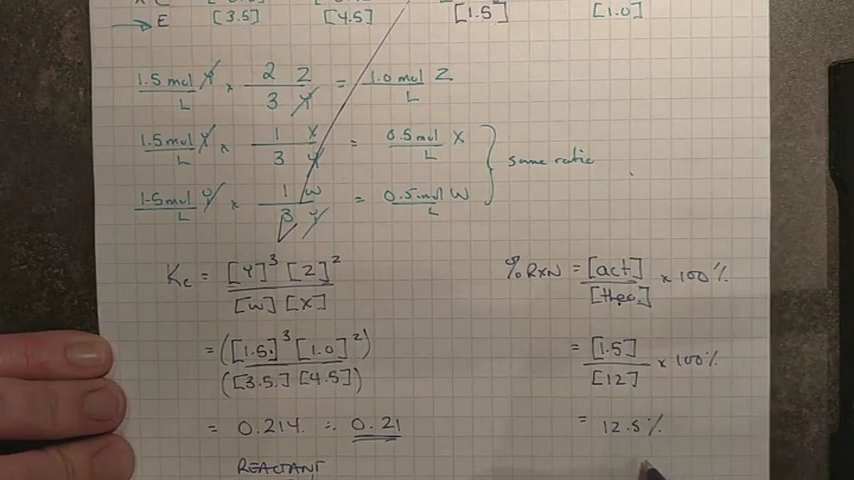 E [3.5] [4.5] [1.5] [1.0]
1.5 mol Y / L × 2 Z / 3 Y = 1.0 mol Z / L
1.5 mol Y / L × 1 X / 3 Y = 0.5 mol X / L
same ratio
1.5 mol Y / L × 1 W / 3 Y = 0.5 mol W / L
Kc = [Y]³ [Z]² / [W] [X]
= ([1.5]³ [1.0]²) / ([3.5] [4.5])
= 0.214 ∴ 0.21
REACTANT
% RXN = [act] / [theo.] × 100%
= [1.5] / [12] × 100%
= 12.5%